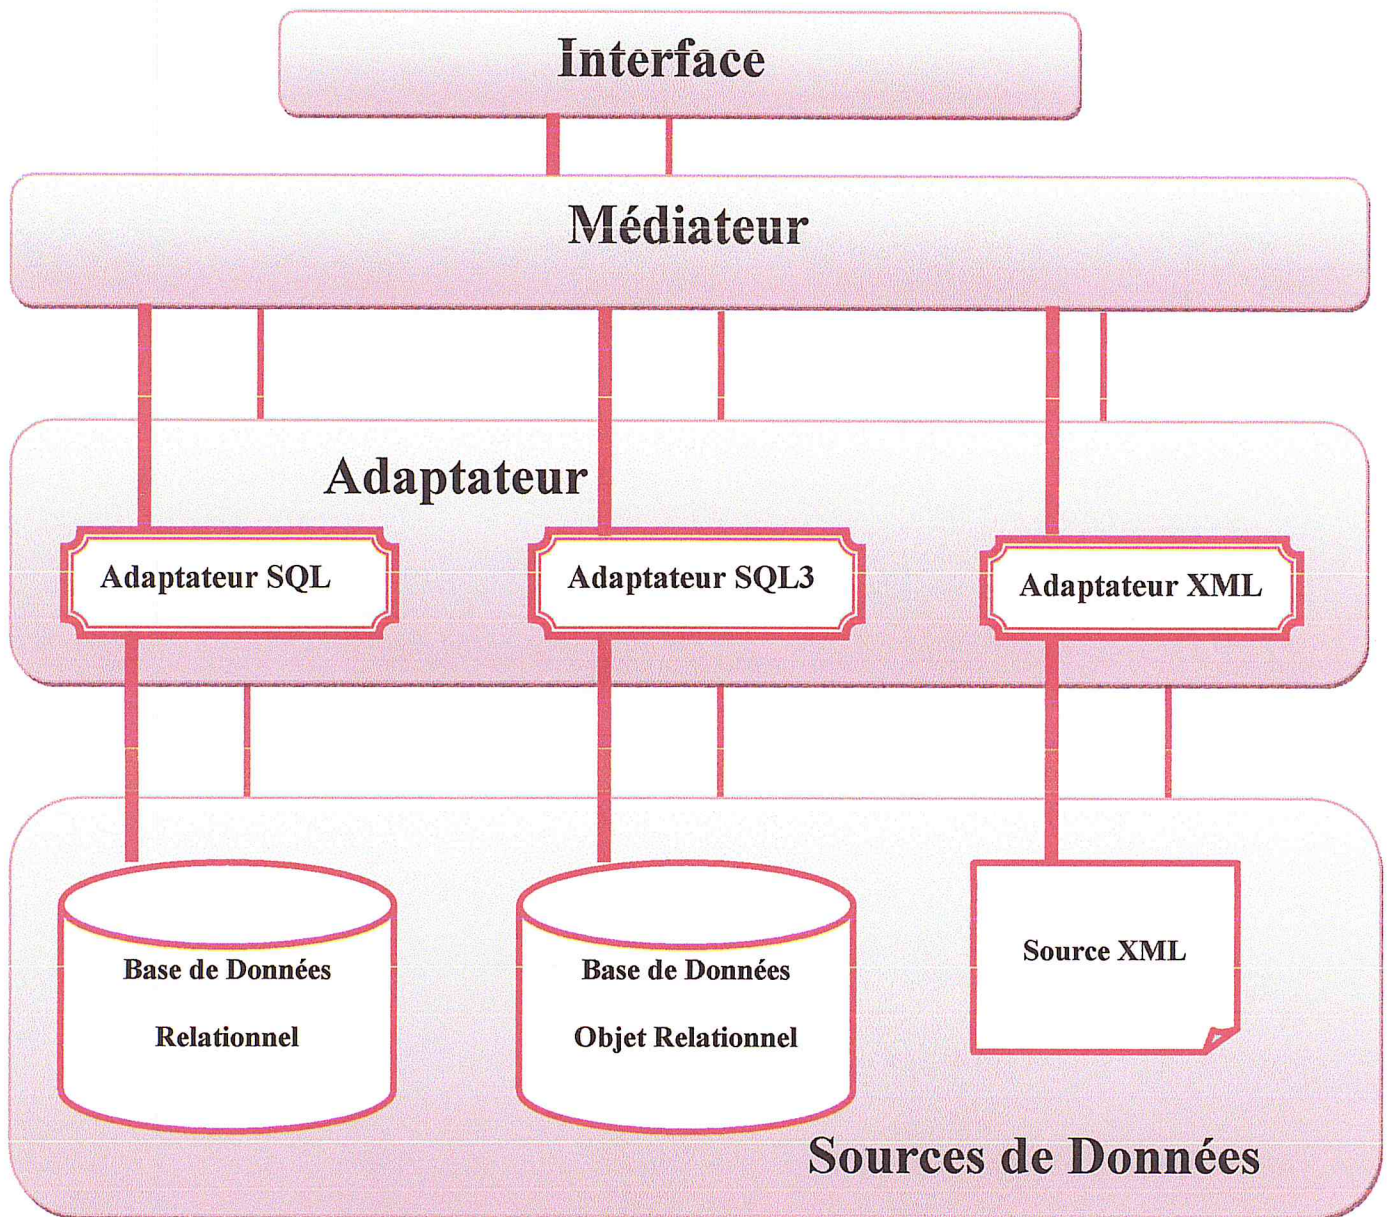 Interface
Médiateur
Adaptateur
Adaptateur SQL
Adaptateur SQL3
Adaptateur XML
Base de Données
Relationnel
Base de Données
Objet Relationnel
Source XML
Sources de Données